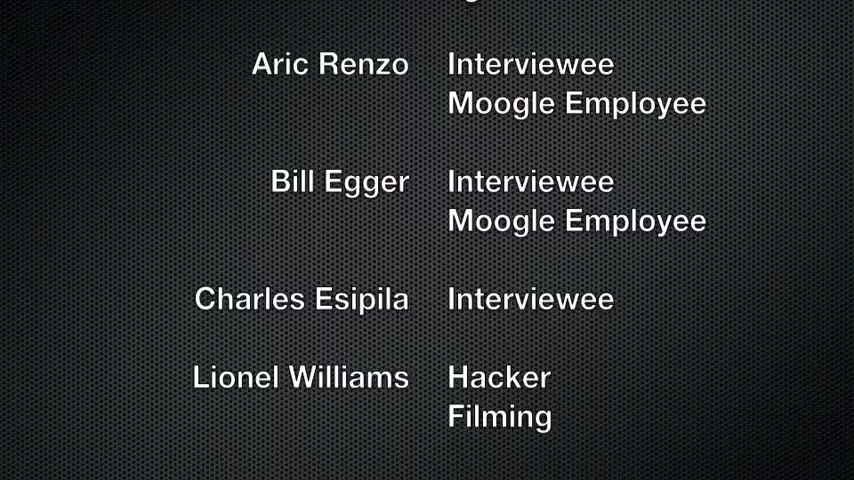 Aric Renzo Interviewee
Moogle Employee
Bill Egger Interviewee
Moogle Employee
Charles Esipila Interviewee
Lionel Williams Hacker
Filming